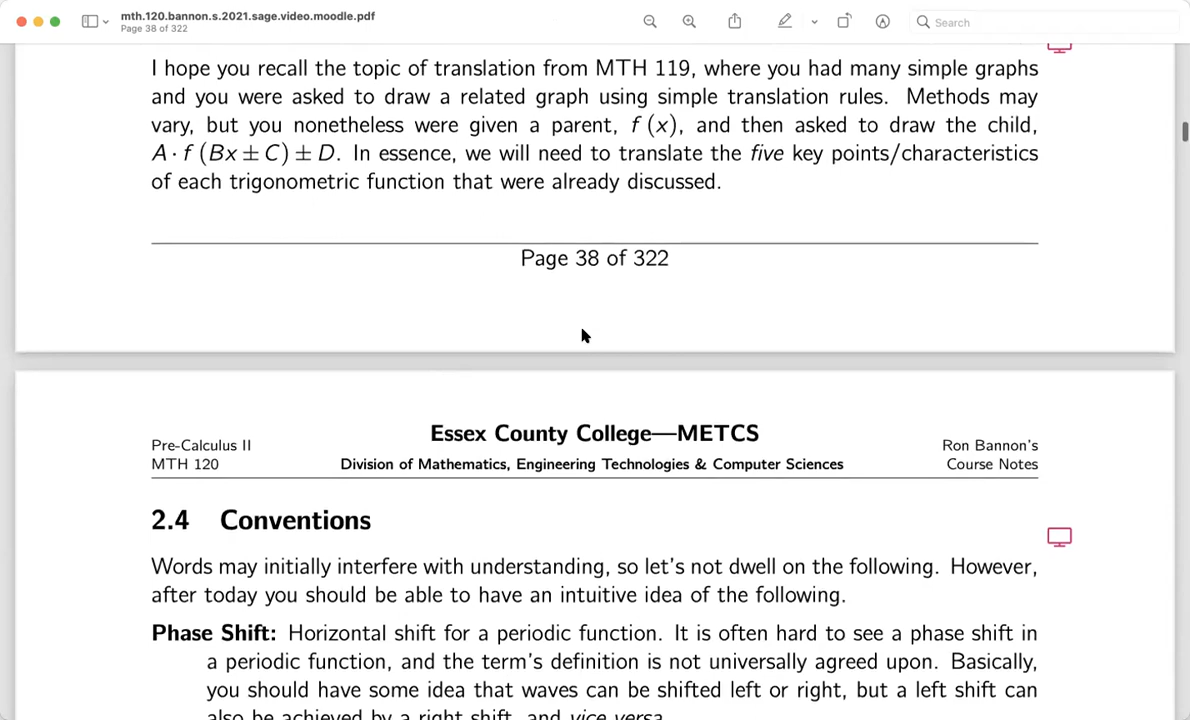 mth.120.bannon.s.2021.sage.video.moodle.pdf
Page 38 of 322
Search
I hope you recall the topic of translation from MTH 119, where you had many simple graphs
and you were asked to draw a related graph using simple translation rules. Methods may
vary, but you nonetheless were given a parent, f (x), and then asked to draw the child,
A · f (Bx ± C) ± D. In essence, we will need to translate the five key points/characteristics
of each trigonometric function that were already discussed.
Page 38 of 322
Pre-Calculus II
MTH 120
Essex County College—METCS
Division of Mathematics, Engineering Technologies & Computer Sciences
Ron Bannon's
Course Notes
2.4 Conventions
Words may initially interfere with understanding, so let's not dwell on the following. However,
after today you should be able to have an intuitive idea of the following.
Phase Shift: Horizontal shift for a periodic function. It is often hard to see a phase shift in
a periodic function, and the term's definition is not universally agreed upon. Basically,
you should have some idea that waves can be shifted left or right, but a left shift can
also be achieved by a right shift, and vice versa.